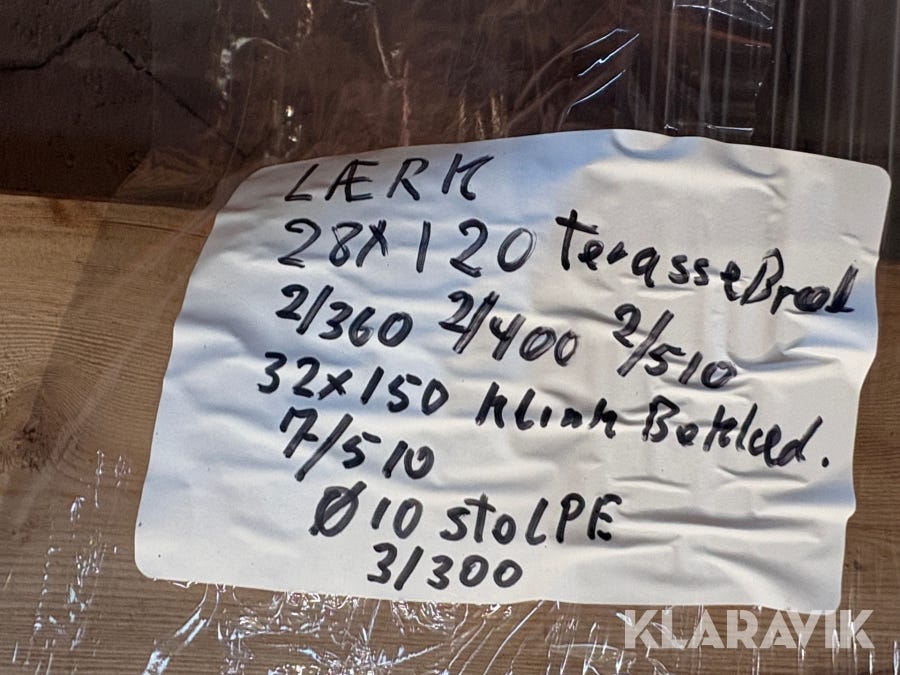 LÆRK
28X120 terasseBræd
2/360 2/400 2/510
32x150 klink Beklæd.
7/510
Ø10 stoLPE
3/300
KLARAVIK